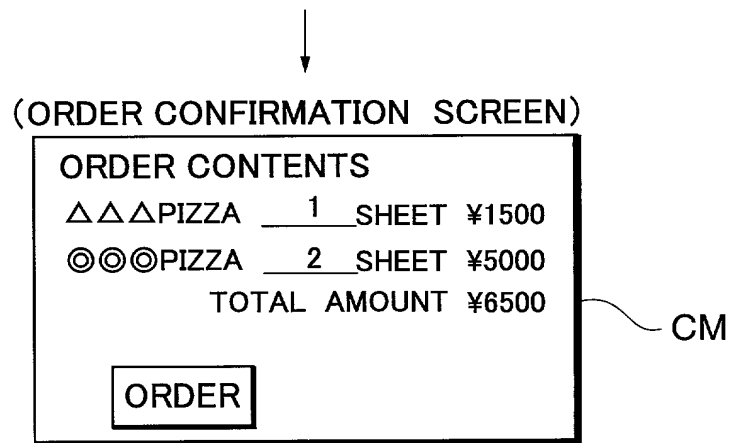 (ORDER CONFIRMATION SCREEN)
ORDER CONTENTS
△△△PIZZA 1 SHEET ¥1500
◎◎◎PIZZA 2 SHEET ¥5000
TOTAL AMOUNT ¥6500
CM
ORDER